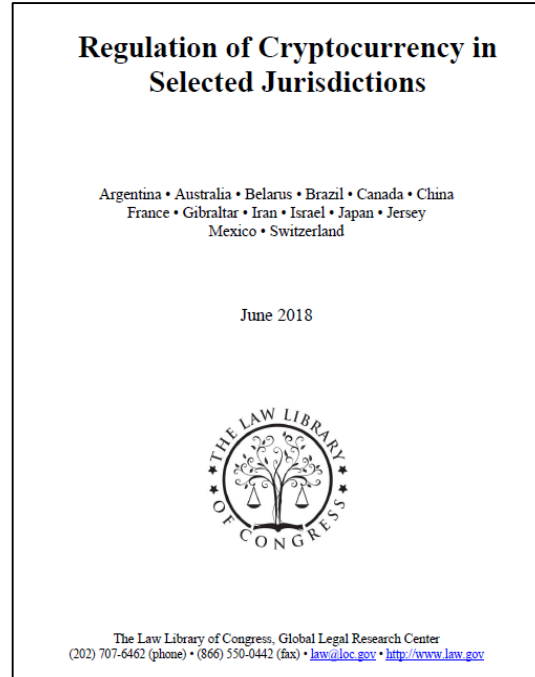 Regulation of Cryptocurrency in
Selected Jurisdictions
Argentina • Australia • Belarus • Brazil • Canada • China
France • Gibraltar • Iran • Israel • Japan • Jersey
Mexico • Switzerland
June 2018
THE LAW LIBRARY
OF CONGRESS
The Law Library of Congress, Global Legal Research Center
(202) 707-6462 (phone) • (866) 550-0442 (fax) • law@loc.gov • http://www.law.gov